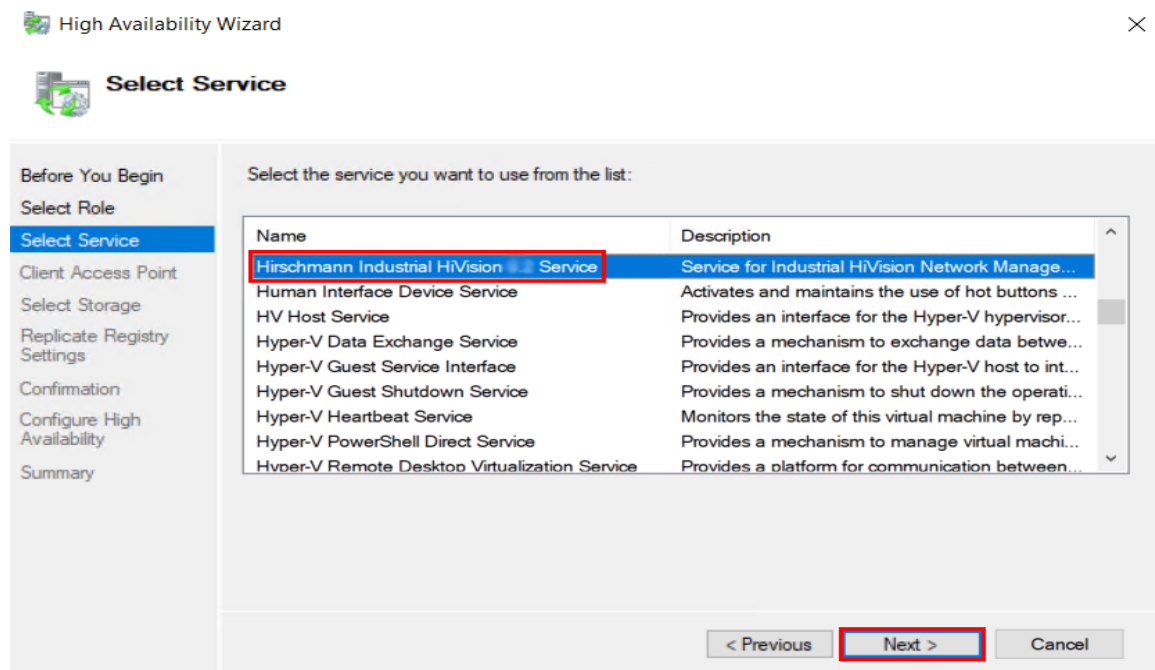 High Availability Wizard
Select Service
Before You Begin
Select Role
Select Service
Client Access Point
Select Storage
Replicate Registry
Settings
Confirmation
Configure High
Availability
Summary
Select the service you want to use from the list:
Name Description
Hirschmann Industrial HiVision Service Service for Industrial HiVision Network Manage...
Human Interface Device Service Activates and maintains the use of hot buttons ...
HV Host Service Provides an interface for the Hyper-V hypervisor...
Hyper-V Data Exchange Service Provides a mechanism to exchange data betwe...
Hyper-V Guest Service Interface Provides an interface for the Hyper-V host to int...
Hyper-V Guest Shutdown Service Provides a mechanism to shut down the operati...
Hyper-V Heartbeat Service Monitors the state of this virtual machine by rep...
Hyper-V PowerShell Direct Service Provides a mechanism to manage virtual machi...
Hyper-V Remote Desktop Virtualization Service Provides a platform for communication between...
< Previous Next > Cancel